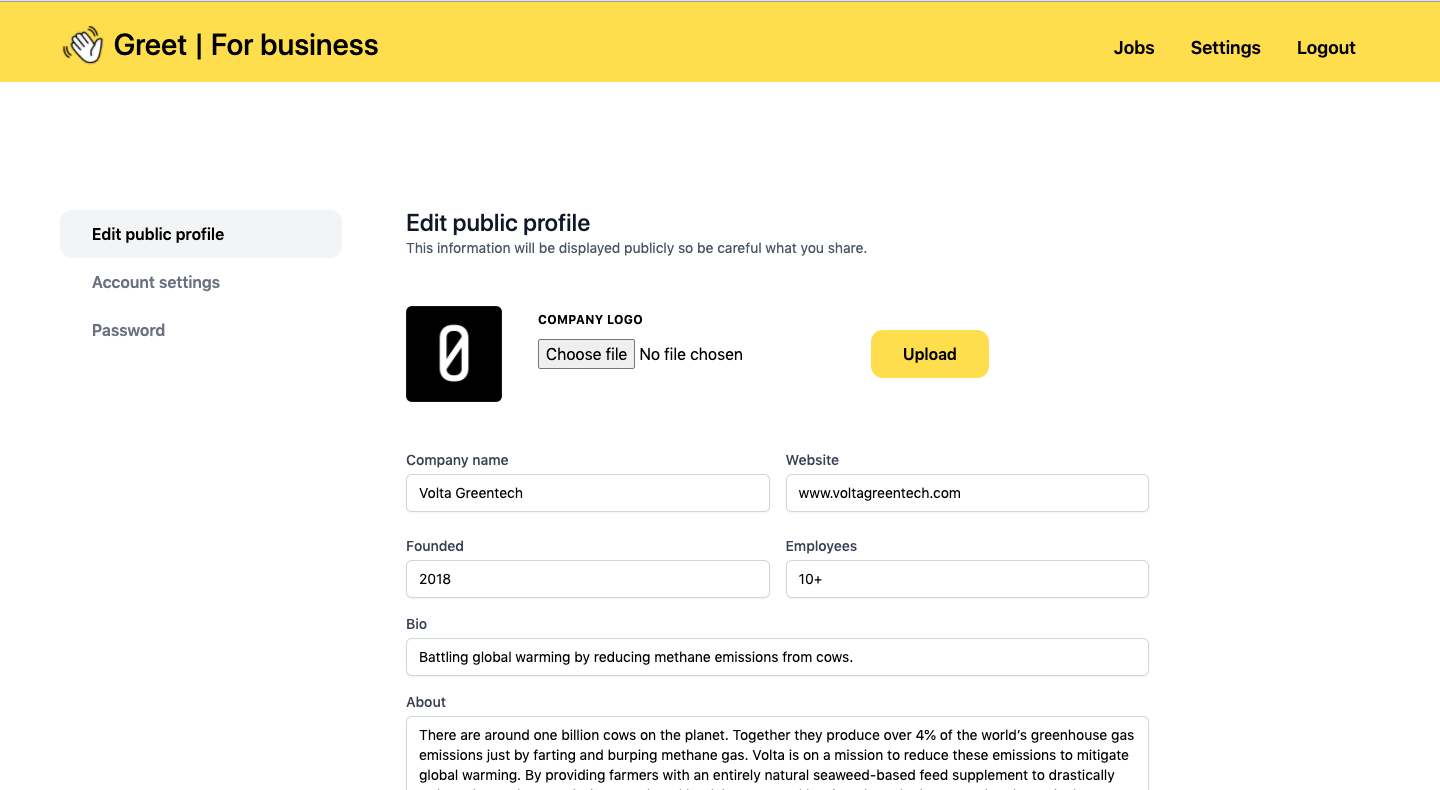 Greet | For business
Jobs
Settings
Logout
Edit public profile
Account settings
Password
Edit public profile
This information will be displayed publicly so be careful what you share.
0
COMPANY LOGO
Choose file No file chosen
Upload
Company name
Volta Greentech
Website
www.voltagreentech.com
Founded
2018
Employees
10+
Bio
Battling global warming by reducing methane emissions from cows.
About
There are around one billion cows on the planet. Together they produce over 4% of the world’s greenhouse gas
emissions just by farting and burping methane gas. Volta is on a mission to reduce these emissions to mitigate
global warming. By providing farmers with an entirely natural seaweed-based feed supplement to drastically